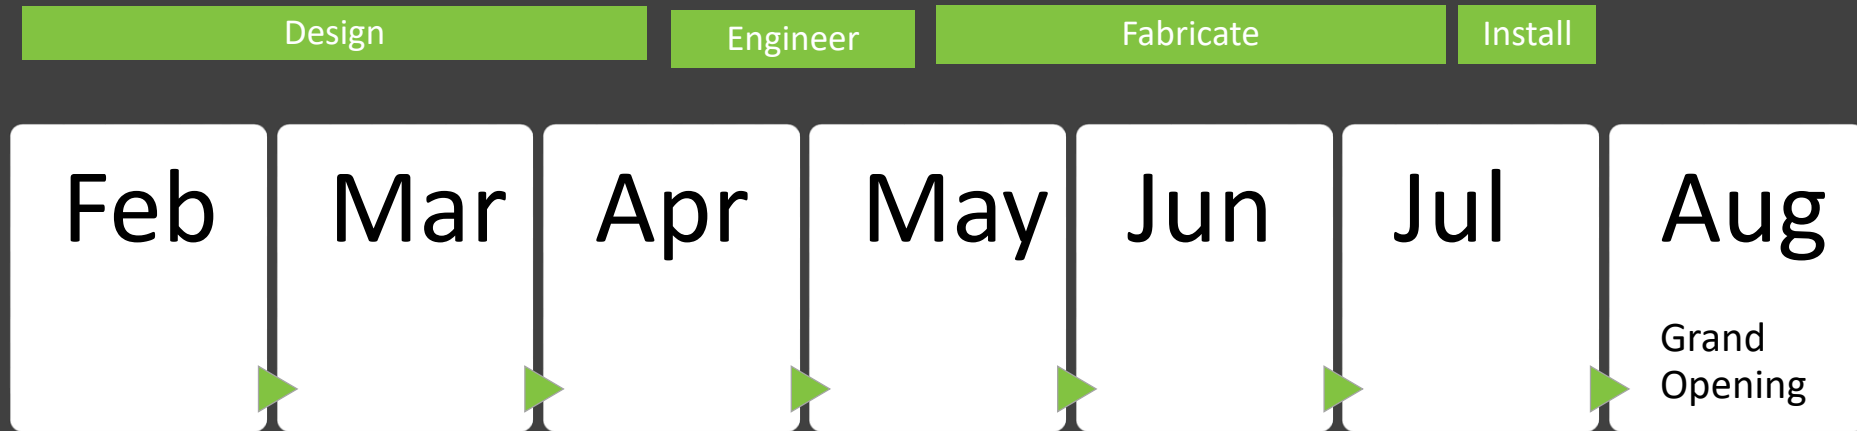 Design
Engineer
Fabricate
Install
Feb
Mar
Apr
May
Jun
Jul
Aug
Grand
Opening